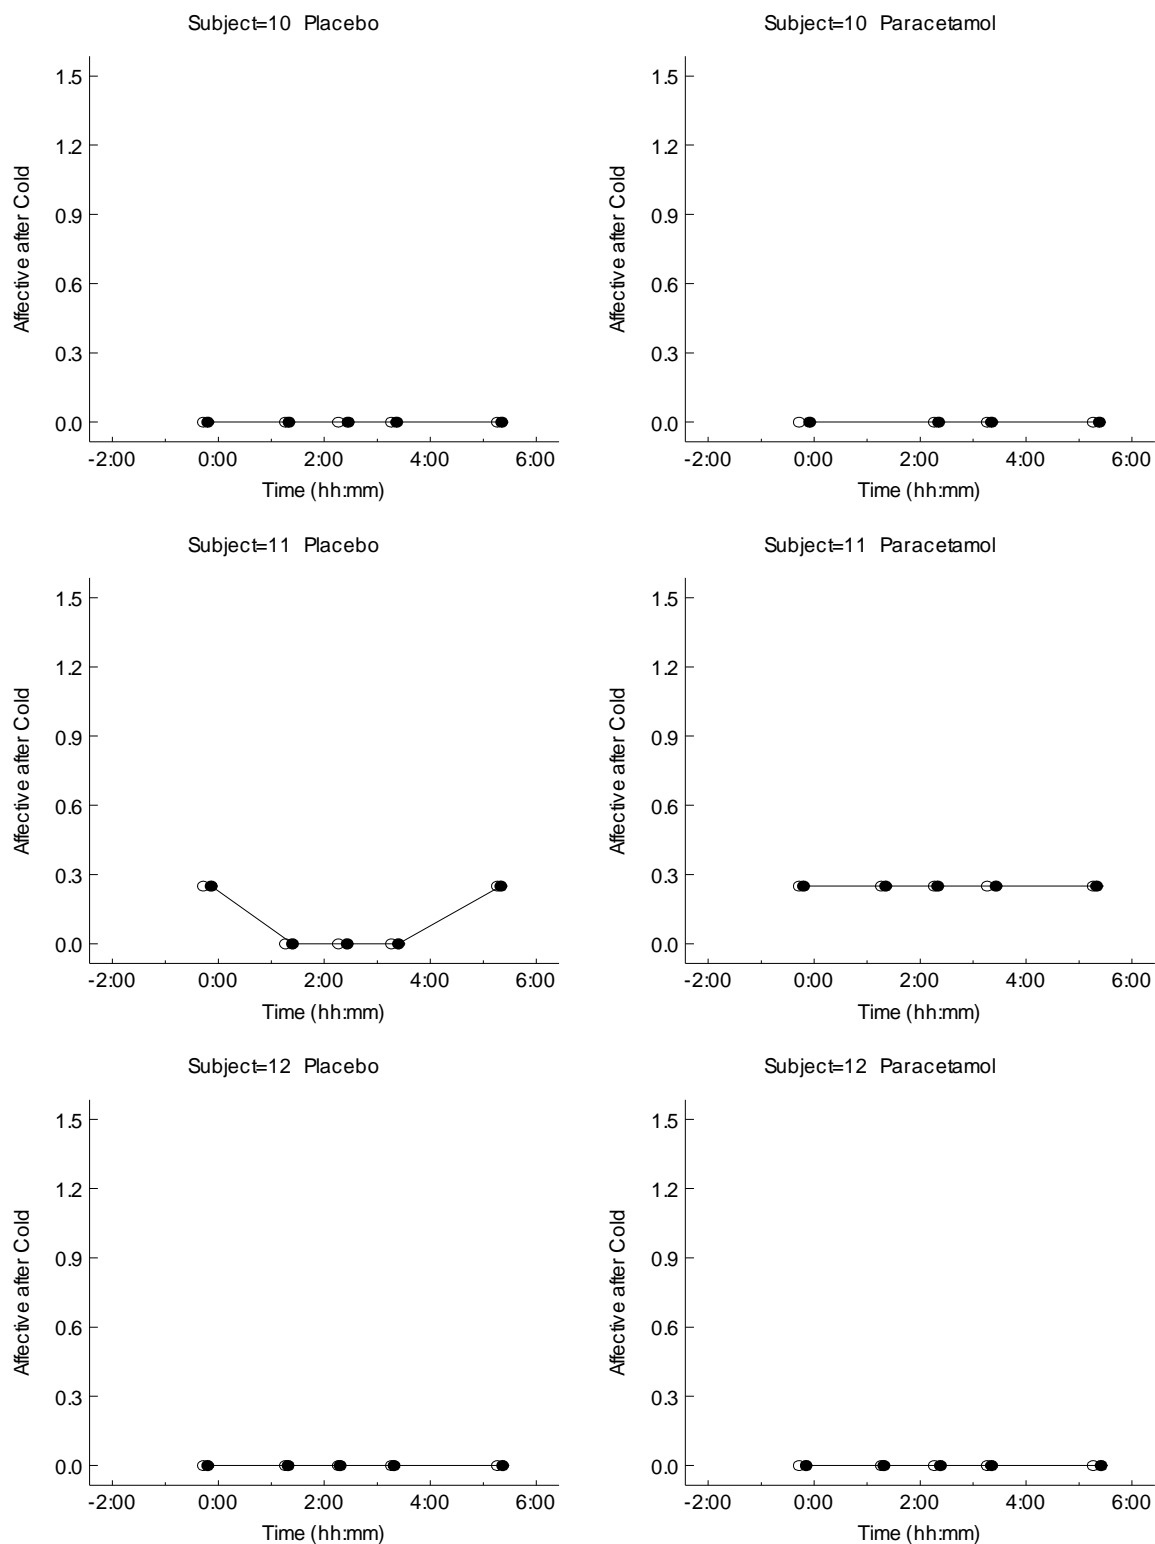 Subject=10 Placebo
Subject=10 Paracetamol
Affective after Cold
1.5
1.2
0.9
0.6
0.3
0.0
-2:00 0:00 2:00 4:00 6:00
Time (hh:mm)
Affective after Cold
1.5
1.2
0.9
0.6
0.3
0.0
-2:00 0:00 2:00 4:00 6:00
Time (hh:mm)
Subject=11 Placebo
Subject=11 Paracetamol
Affective after Cold
1.5
1.2
0.9
0.6
0.3
0.0
-2:00 0:00 2:00 4:00 6:00
Time (hh:mm)
Affective after Cold
1.5
1.2
0.9
0.6
0.3
0.0
-2:00 0:00 2:00 4:00 6:00
Time (hh:mm)
Subject=12 Placebo
Subject=12 Paracetamol
Affective after Cold
1.5
1.2
0.9
0.6
0.3
0.0
-2:00 0:00 2:00 4:00 6:00
Time (hh:mm)
Affective after Cold
1.5
1.2
0.9
0.6
0.3
0.0
-2:00 0:00 2:00 4:00 6:00
Time (hh:mm)